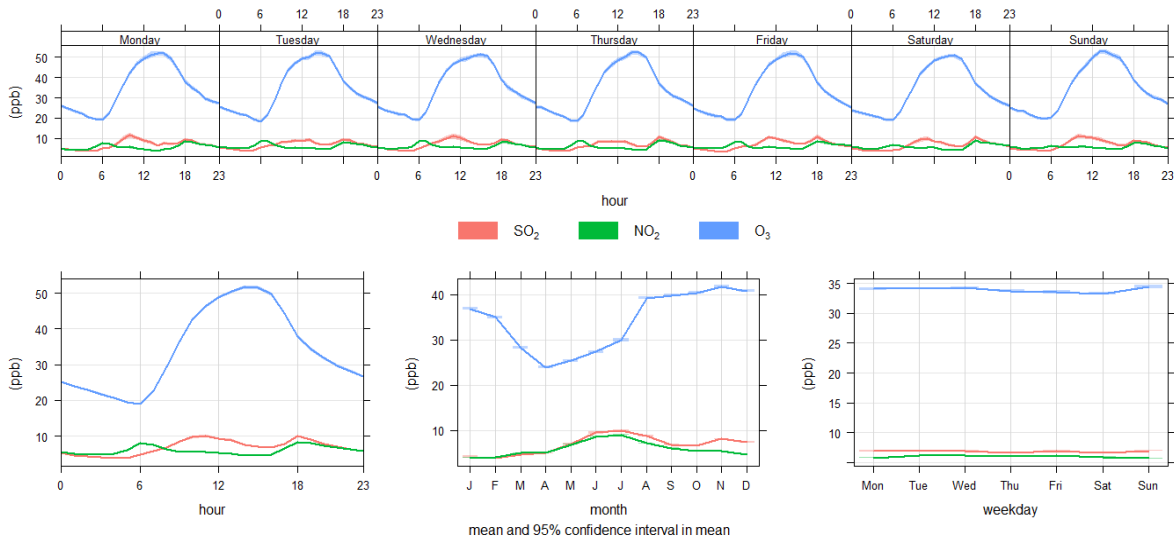 0 6 12 18 23 0 6 12 18 23 0 6 12 18 23
Monday Tuesday Wednesday Thursday Friday Saturday Sunday
50
40
30
20
10
(ppb)
0 6 12 18 23 0 6 12 18 23 0 6 12 18 23 0 6 12 18 23
hour
SO₂ NO₂ O₃
50
40
30
20
10
(ppb)
0 6 12 18 23
hour
40
30
20
10
(ppb)
J F M A M J J A S O N D
month
35
30
25
20
15
10
5
(ppb)
Mon Tue Wed Thu Fri Sat Sun
weekday
mean and 95% confidence interval in mean